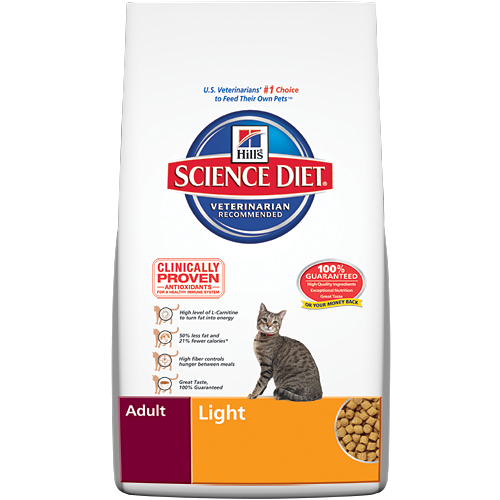 U.S. Veterinarians' #1 Choice
to Feed Their Own Pets™
Hill's
SCIENCE DIET®
VETERINARIAN
RECOMMENDED
CLINICALLY
PROVEN
ANTIOXIDANTS
FOR A HEALTHY IMMUNE SYSTEM
100%
GUARANTEED
High Quality Ingredients
Exceptional Nutrition
Great Taste
OR YOUR MONEY BACK
High level of L-Carnitine
to turn fat into energy
50% less fat and
21% fewer calories*
High fiber controls
hunger between meals
Great Taste,
100% Guaranteed
Adult
Light